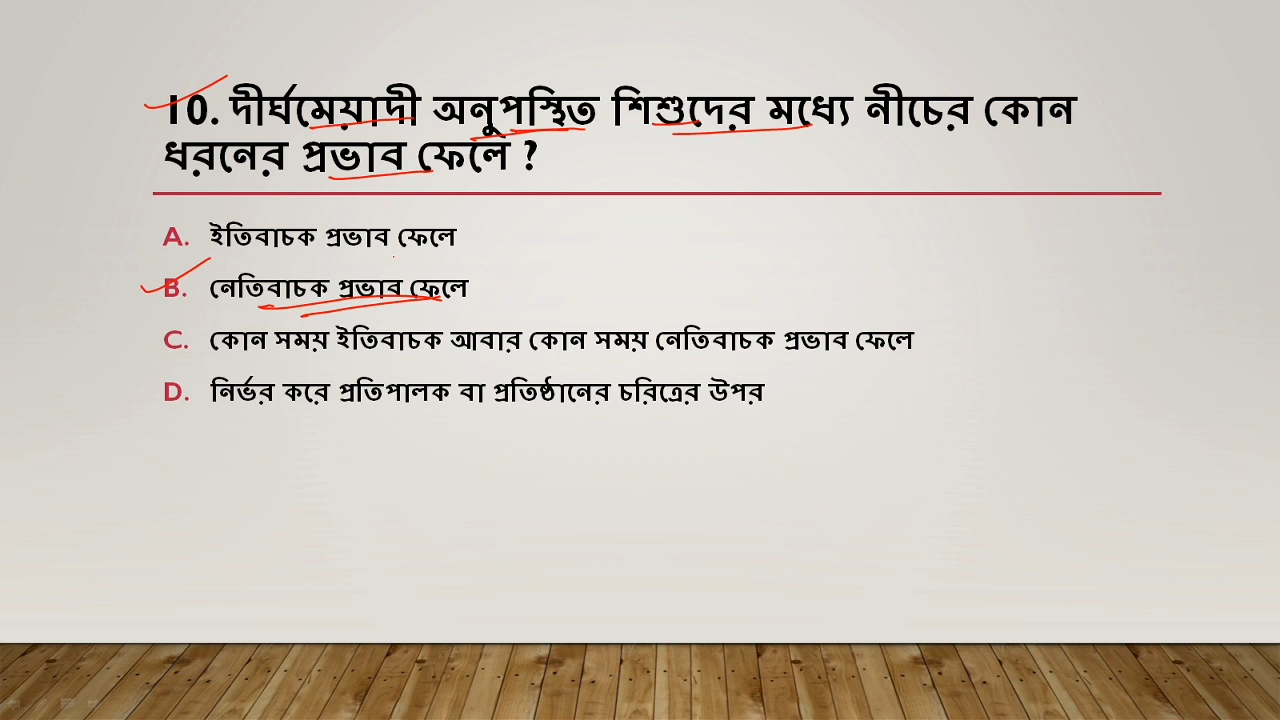 10. দীর্ঘমেয়াদী অনুপস্থিত শিশুদের মধ্যে নীচের কোন
ধরনের প্রভাব ফেলে ?
A. ইতিবাচক প্রভাব ফেলে
B. নেতিবাচক প্রভাব ফেলে
C. কোন সময় ইতিবাচক আবার কোন সময় নেতিবাচক প্রভাব ফেলে
D. নির্ভর করে প্রতিপালক বা প্রতিষ্ঠানের চরিত্রের উপর